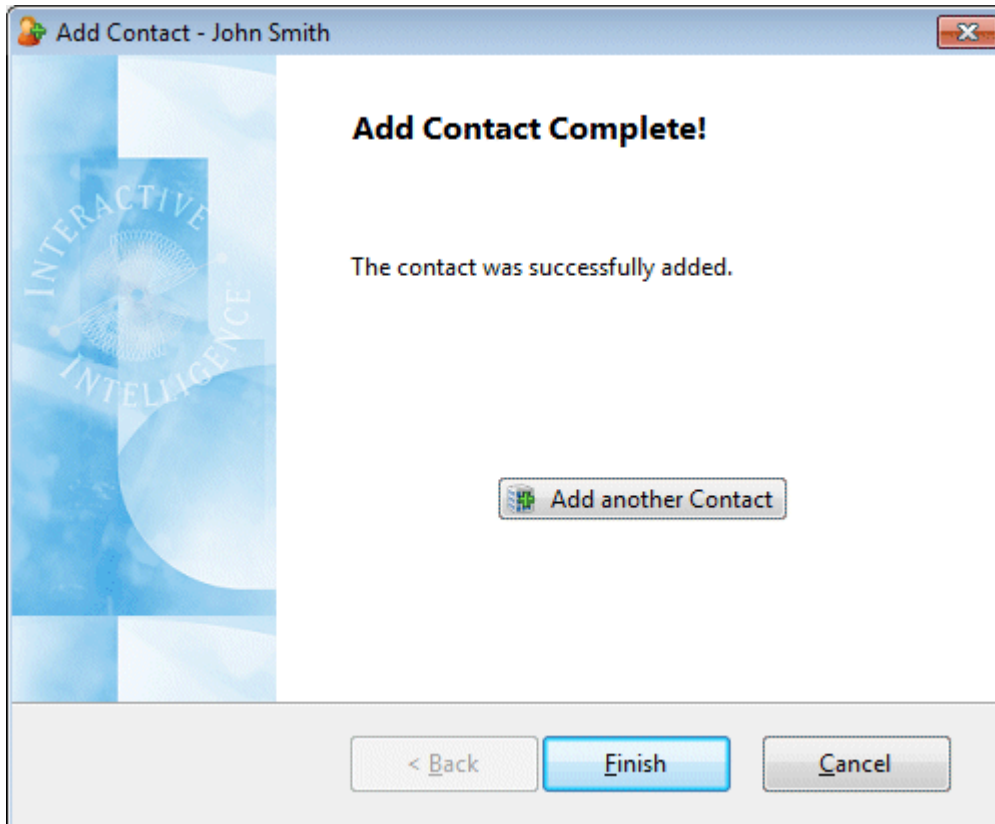 Add Contact - John Smith
INTERACTIVE
INTELLIGENCE
Add Contact Complete!
The contact was successfully added.
Add another Contact
< Back
Finish
Cancel